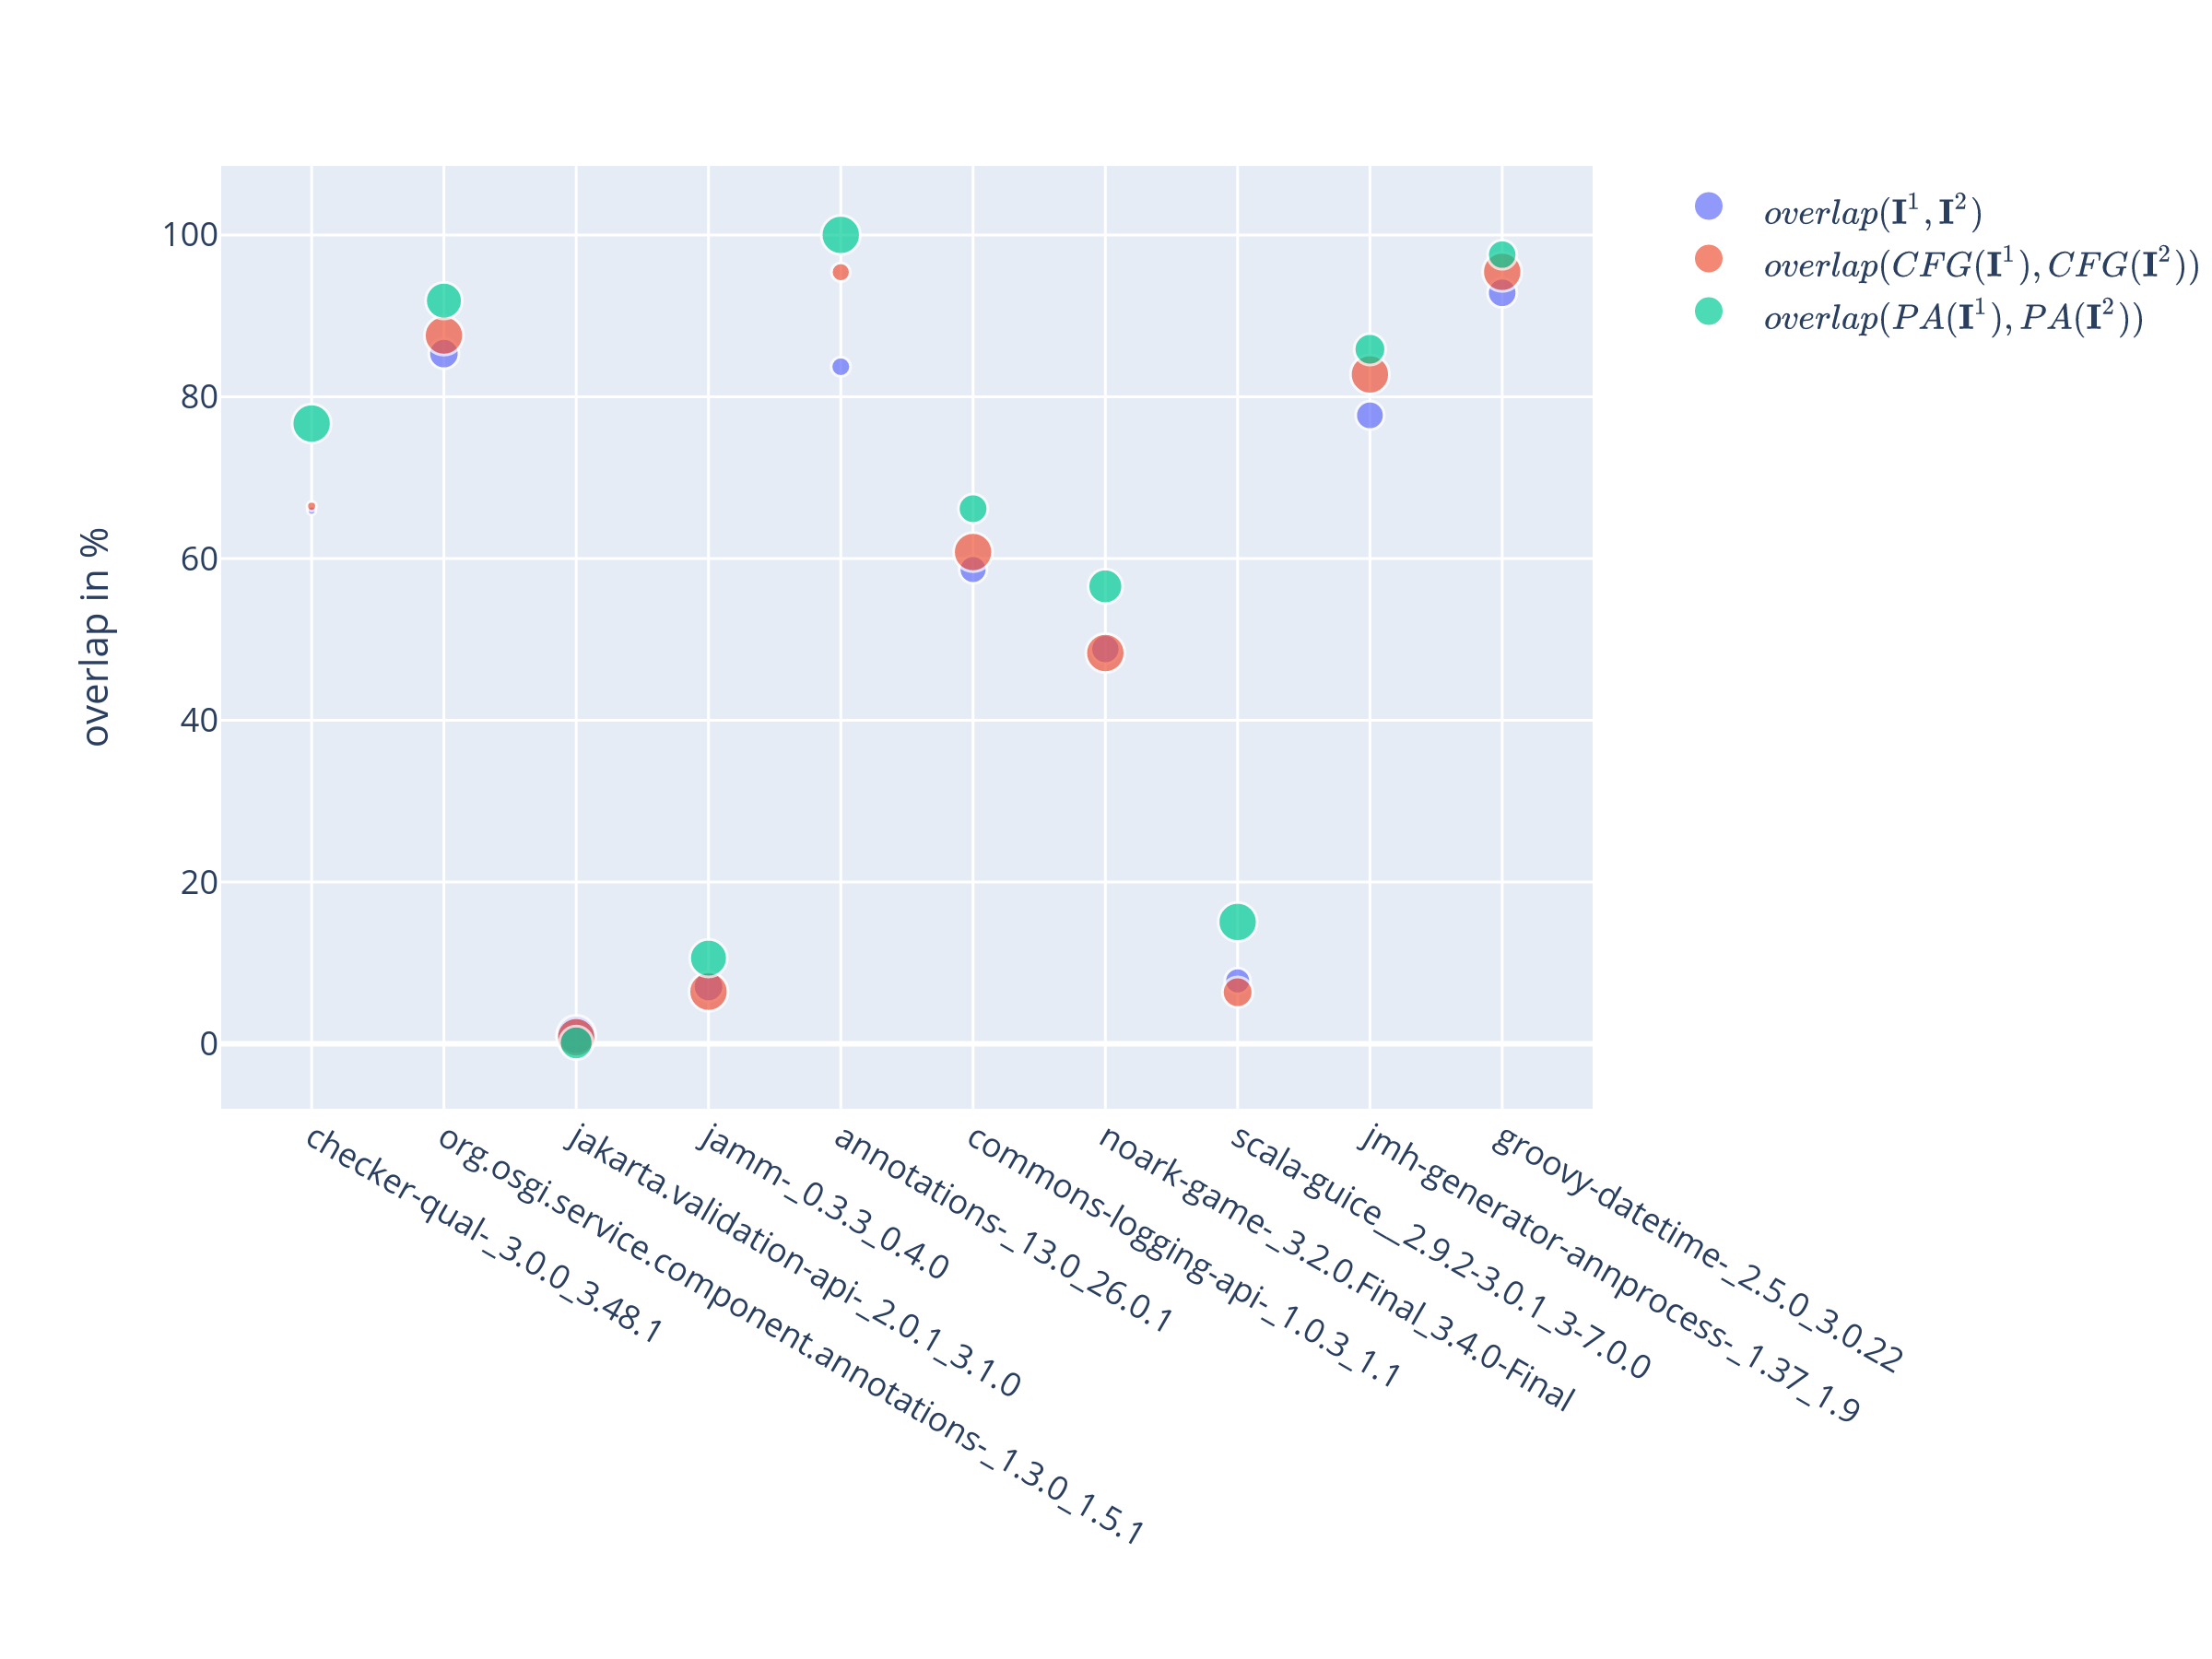 overlap(I¹, I²)
overlap(CFG(I¹), CFG(I²))
overlap(PA(I¹), PA(I²))
overlap in %
100
80
60
40
20
0
checker-qual-_3.0.0_3.48.1
org.osgi.service.component.annotations-_1.3.0_1.5.1
jakarta.validation-api-_2.0.1_3.1.0
jamm-_0.3.3_0.4.0
annotations-_13.0_26.0.1
commons-logging-api-_1.0.3_1.1
noark-game-_3.2.0.Final_3.4.0-Final
scala-guice__2.9.2-3.0.1_3-7.0.0
jmh-generator-annprocess-_1.37_1.9
groovy-datetime-_2.5.0_3.0.22